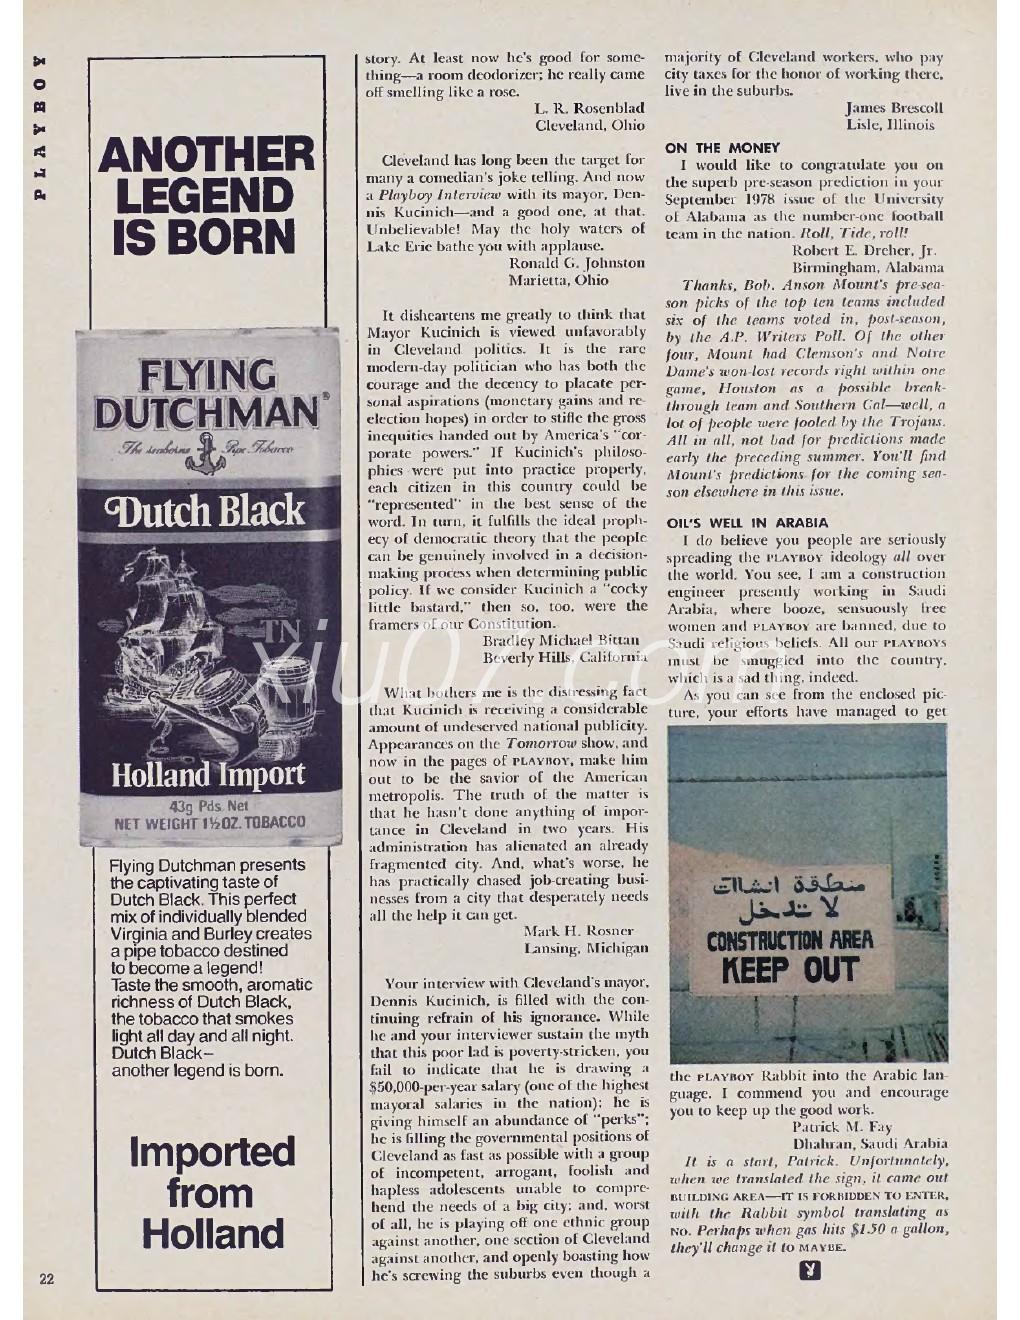 PLAYBOY
ANOTHER
LEGEND
IS BORN
FLYING
DUTCHMAN®
The seaborne Pipe Tobacco
Dutch Black
Holland Import
43g Pds. Net
NET WEIGHT 1½OZ. TOBACCO
Flying Dutchman presents
the captivating taste of
Dutch Black. This perfect
mix of individually blended
Virginia and Burley creates
a pipe tobacco destined
to become a legend!
Taste the smooth, aromatic
richness of Dutch Black,
the tobacco that smokes
light all day and all night.
Dutch Black—
another legend is born.
Imported
from
Holland
22
story. At least now he's good for some-
thing—a room deodorizer; he really came
off smelling like a rose.
L. R. Rosenblad
Cleveland, Ohio
Cleveland has long been the target for
many a comedian's joke telling. And now
a Playboy Interview with its mayor, Den-
nis Kucinich—and a good one, at that.
Unbelievable! May the holy waters of
Lake Erie bathe you with applause.
Ronald G. Johnston
Marietta, Ohio
It disheartens me greatly to think that
Mayor Kucinich is viewed unfavorably
in Cleveland politics. It is the rare
modern-day politician who has both the
courage and the decency to placate per-
sonal aspirations (monetary gains and re-
election hopes) in order to stifle the gross
inequities handed out by America's "cor-
porate powers." If Kucinich's philoso-
phies were put into practice properly,
each citizen in this country could be
"represented" in the best sense of the
word. In turn, it fulfills the ideal proph-
ecy of democratic theory that the people
can be genuinely involved in a decision-
making process when determining public
policy. If we consider Kucinich a "cocky
little bastard," then so, too, were the
framers of our Constitution.
Bradley Michael Bittan
Beverly Hills, California
What bothers me is the distressing fact
that Kucinich is receiving a considerable
amount of undeserved national publicity.
Appearances on the Tomorrow show, and
now in the pages of PLAYBOY, make him
out to be the savior of the American
metropolis. The truth of the matter is
that he hasn't done anything of impor-
tance in Cleveland in two years. His
administration has alienated an already
fragmented city. And, what's worse, he
has practically chased job-creating busi-
nesses from a city that desperately needs
all the help it can get.
Mark H. Rosner
Lansing, Michigan
Your interview with Cleveland's mayor,
Dennis Kucinich, is filled with the con-
tinuing refrain of his ignorance. While
he and your interviewer sustain the myth
that this poor lad is poverty-stricken, you
fail to indicate that he is drawing a
$50,000-per-year salary (one of the highest
mayoral salaries in the nation); he is
giving himself an abundance of "perks";
he is filling the governmental positions of
Cleveland as fast as possible with a group
of incompetent, arrogant, foolish and
hapless adolescents unable to compre-
hend the needs of a big city; and, worst
of all, he is playing off one ethnic group
against another, one section of Cleveland
against another, and openly boasting how
he's screwing the suburbs even though a
majority of Cleveland workers, who pay
city taxes for the honor of working there,
live in the suburbs.
James Brescoll
Lisle, Illinois
ON THE MONEY
I would like to congratulate you on
the superb pre-season prediction in your
September 1978 issue of the University
of Alabama as the number-one football
team in the nation. Roll, Tide, roll!
Robert E. Dreher, Jr.
Birmingham, Alabama
Thanks, Bob. Anson Mount's pre-sea-
son picks of the top ten teams included
six of the teams voted in, post-season,
by the A.P. Writers Poll. Of the other
four, Mount had Clemson's and Notre
Dame's won-lost records right within one
game, Houston as a possible break-
through team and Southern Cal—well, a
lot of people were fooled by the Trojans.
All in all, not bad for predictions made
early the preceding summer. You'll find
Mount's predictions for the coming sea-
son elsewhere in this issue.
OIL'S WELL IN ARABIA
I do believe you people are seriously
spreading the PLAYBOY ideology all over
the world. You see, I am a construction
engineer presently working in Saudi
Arabia, where booze, sensuously free
women and PLAYBOY are banned, due to
Saudi religious beliefs. All our PLAYBOYS
must be smuggled into the country,
which is a sad thing, indeed.
As you can see from the enclosed pic-
ture, your efforts have managed to get
منطقة انشاات
لا تدخل
CONSTRUCTION AREA
KEEP OUT
the PLAYBOY Rabbit into the Arabic lan-
guage. I commend you and encourage
you to keep up the good work.
Patrick M. Fay
Dhahran, Saudi Arabia
It is a start, Patrick. Unfortunately,
when we translated the sign, it came out
BUILDING AREA—IT IS FORBIDDEN TO ENTER,
with the Rabbit symbol translating as
NO. Perhaps when gas hits $1.50 a gallon,
they'll change it to MAYBE.
TN
xiu07.com